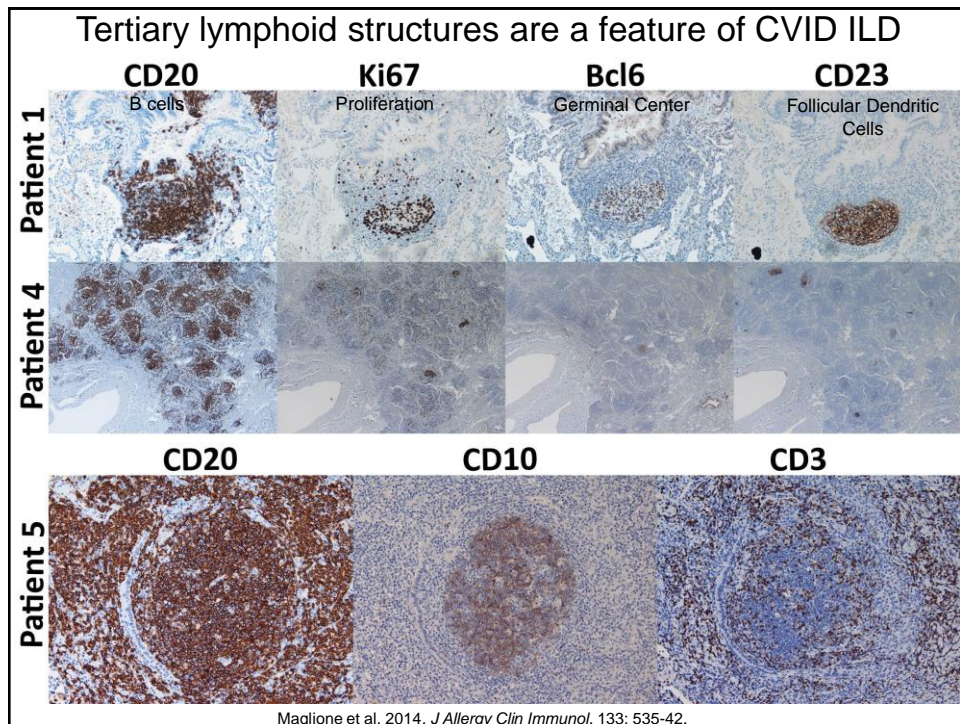 Tertiary lymphoid structures are a feature of CVID ILD
CD20 Ki67 Bcl6 CD23
B cells Proliferation Germinal Center Follicular Dendritic
Cells
Patient 1
Patient 4
CD20 CD10 CD3
Patient 5
Maglione et al. 2014. J Allergy Clin Immunol. 133: 535-42.